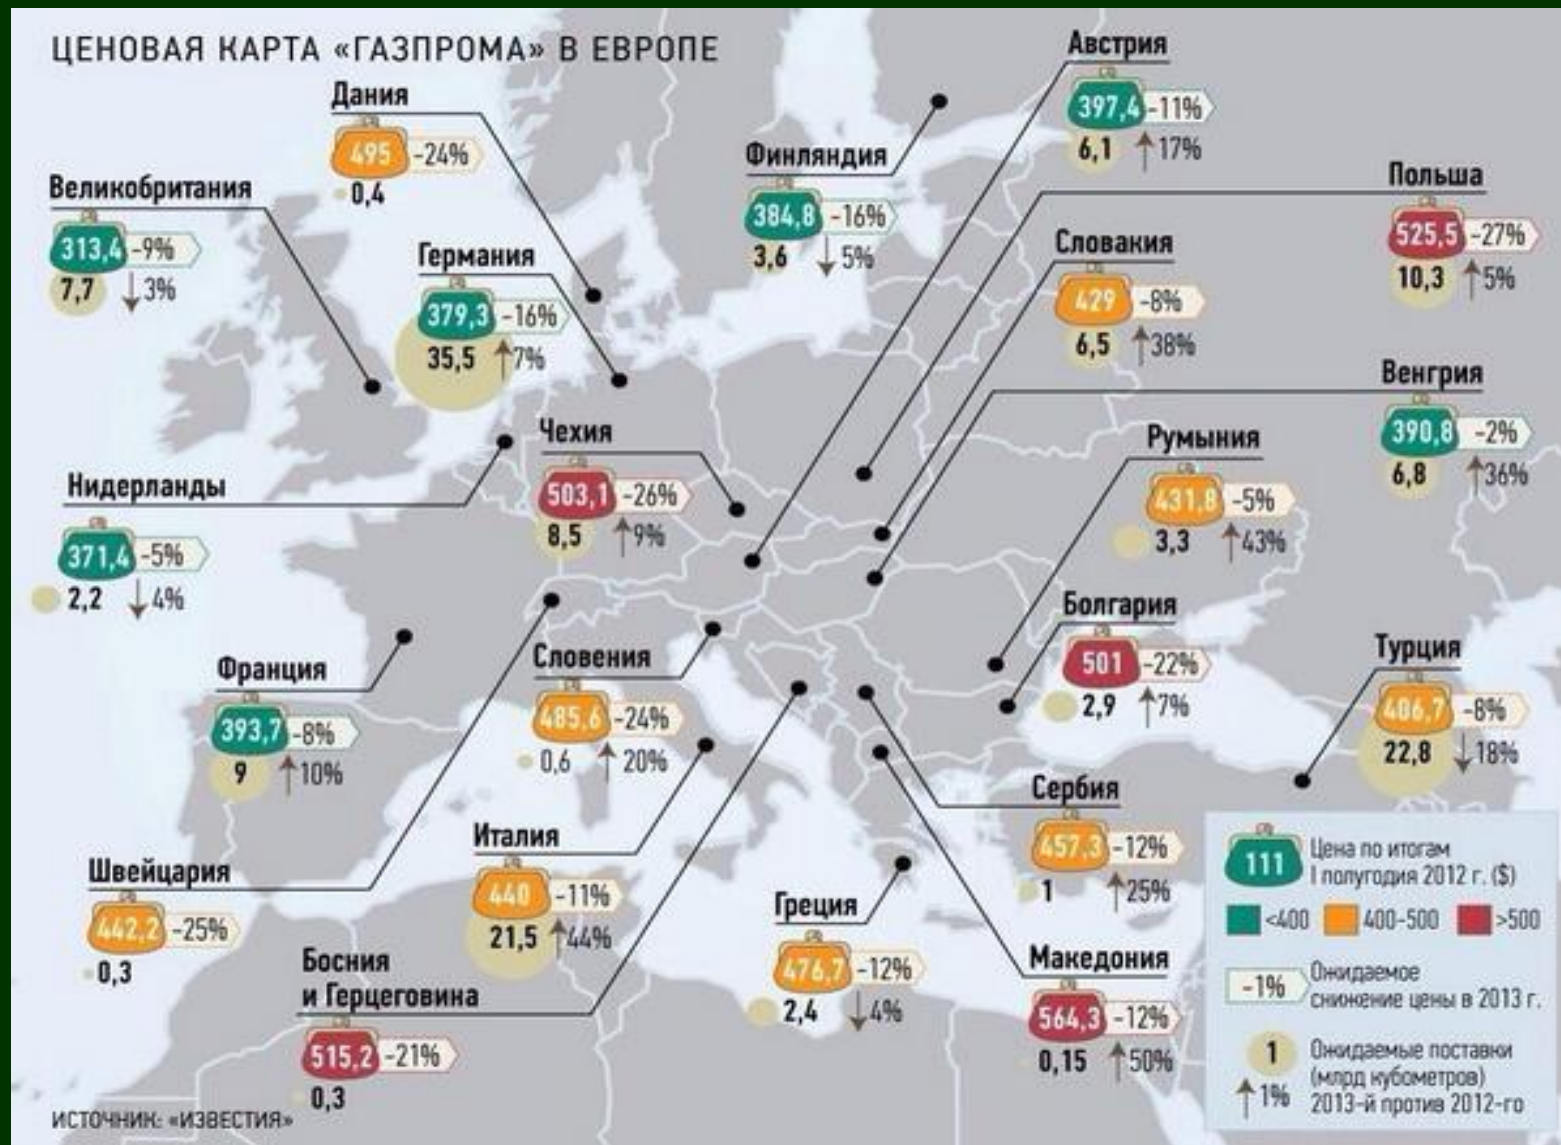 ЦЕНОВАЯ КАРТА «ГАЗПРОМА» В ЕВРОПЕ
Австрия
397,4 -11%
6,1 17%
Дания
495 -24%
0,4
Финляндия
384,8 -16%
3,6 5%
Польша
525,5 -27%
10,3 5%
Великобритания
313,4 -9%
7,7 3%
Германия
379,3 -16%
35,5 7%
Словакия
429 -8%
6,5 38%
Венгрия
390,8 -2%
6,8 36%
Чехия
503,1 -26%
8,5 9%
Румыния
431,8 -5%
3,3 43%
Нидерланды
371,4 -5%
2,2 4%
Болгария
501 -22%
2,9 7%
Турция
406,7 -8%
22,8 18%
Франция
393,7 -8%
9 10%
Словения
485,6 -24%
0,6 20%
Сербия
457,3 -12%
1 25%
Италия
440 -11%
21,5 44%
Швейцария
442,2 -25%
0,3
Греция
476,7 -12%
2,4 4%
Босния
и Герцеговина
515,2 -21%
0,3
Македония
564,3 -12%
0,15 50%
111 Цена по итогам
I полугодия 2012 г. ($)
<400 400-500 >500
-1% Ожидаемое
снижение цены в 2013 г.
1 Ожидаемые поставки
(млрд кубометров)
1% 2013-й против 2012-го
ИСТОЧНИК: «ИЗВЕСТИЯ»